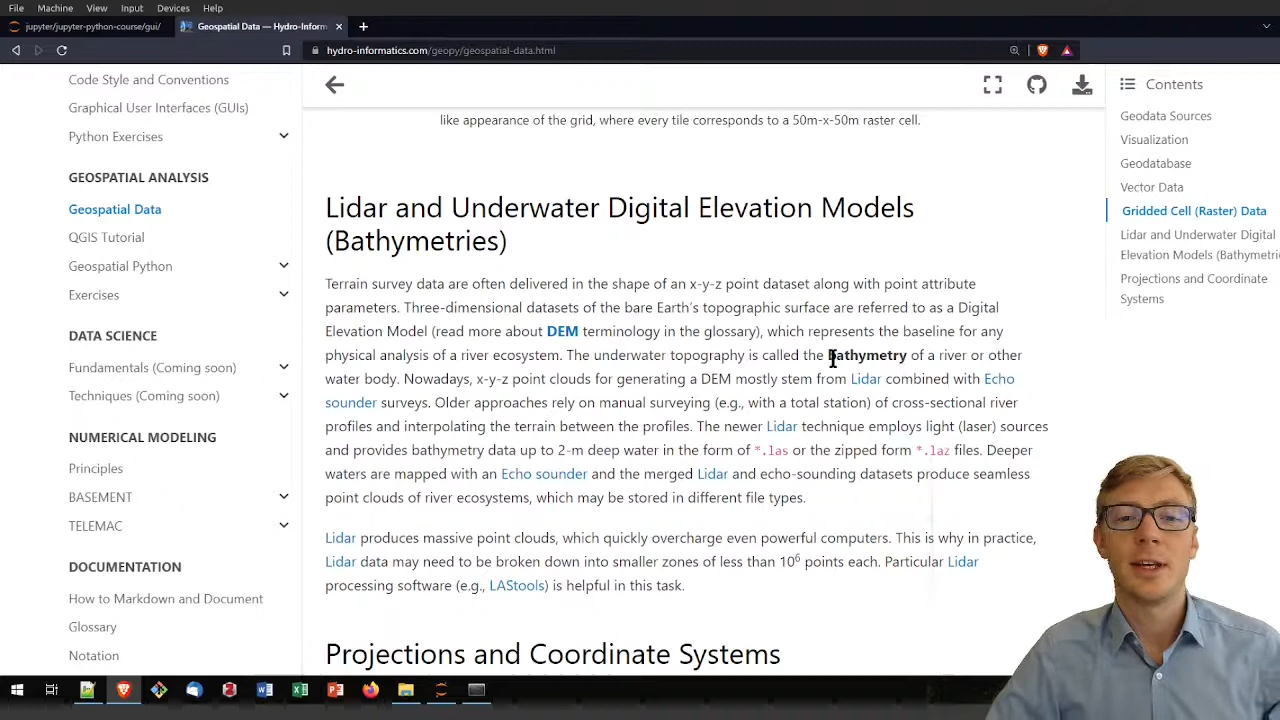 File Machine View Input Devices Help
jupyter/jupyter-python-course/gui/
Geospatial Data — Hydro-Inform
hydro-informatics.com/geopy/geospatial-data.html
Code Style and Conventions
Graphical User Interfaces (GUIs)
Python Exercises
GEOSPATIAL ANALYSIS
Geospatial Data
QGIS Tutorial
Geospatial Python
Exercises
DATA SCIENCE
Fundamentals (Coming soon)
Techniques (Coming soon)
NUMERICAL MODELING
Principles
BASEMENT
TELEMAC
DOCUMENTATION
How to Markdown and Document
Glossary
Notation
like appearance of the grid, where every tile corresponds to a 50m-x-50m raster cell.
Lidar and Underwater Digital Elevation Models
(Bathymetries)
Terrain survey data are often delivered in the shape of an x-y-z point dataset along with point attribute
parameters. Three-dimensional datasets of the bare Earth's topographic surface are referred to as a Digital
Elevation Model (read more about DEM terminology in the glossary), which represents the baseline for any
physical analysis of a river ecosystem. The underwater topography is called the Bathymetry of a river or other
water body. Nowadays, x-y-z point clouds for generating a DEM mostly stem from Lidar combined with Echo
sounder surveys. Older approaches rely on manual surveying (e.g., with a total station) of cross-sectional river
profiles and interpolating the terrain between the profiles. The newer Lidar technique employs light (laser) sources
and provides bathymetry data up to 2-m deep water in the form of *.las or the zipped form *.laz files. Deeper
waters are mapped with an Echo sounder and the merged Lidar and echo-sounding datasets produce seamless
point clouds of river ecosystems, which may be stored in different file types.
Lidar produces massive point clouds, which quickly overcharge even powerful computers. This is why in practice,
Lidar data may need to be broken down into smaller zones of less than 10⁶ points each. Particular Lidar
processing software (e.g., LAStools) is helpful in this task.
Projections and Coordinate Systems
Contents
Geodata Sources
Visualization
Geodatabase
Vector Data
Gridded Cell (Raster) Data
Lidar and Underwater Digital
Elevation Models (Bathymetri
Projections and Coordinate
Systems